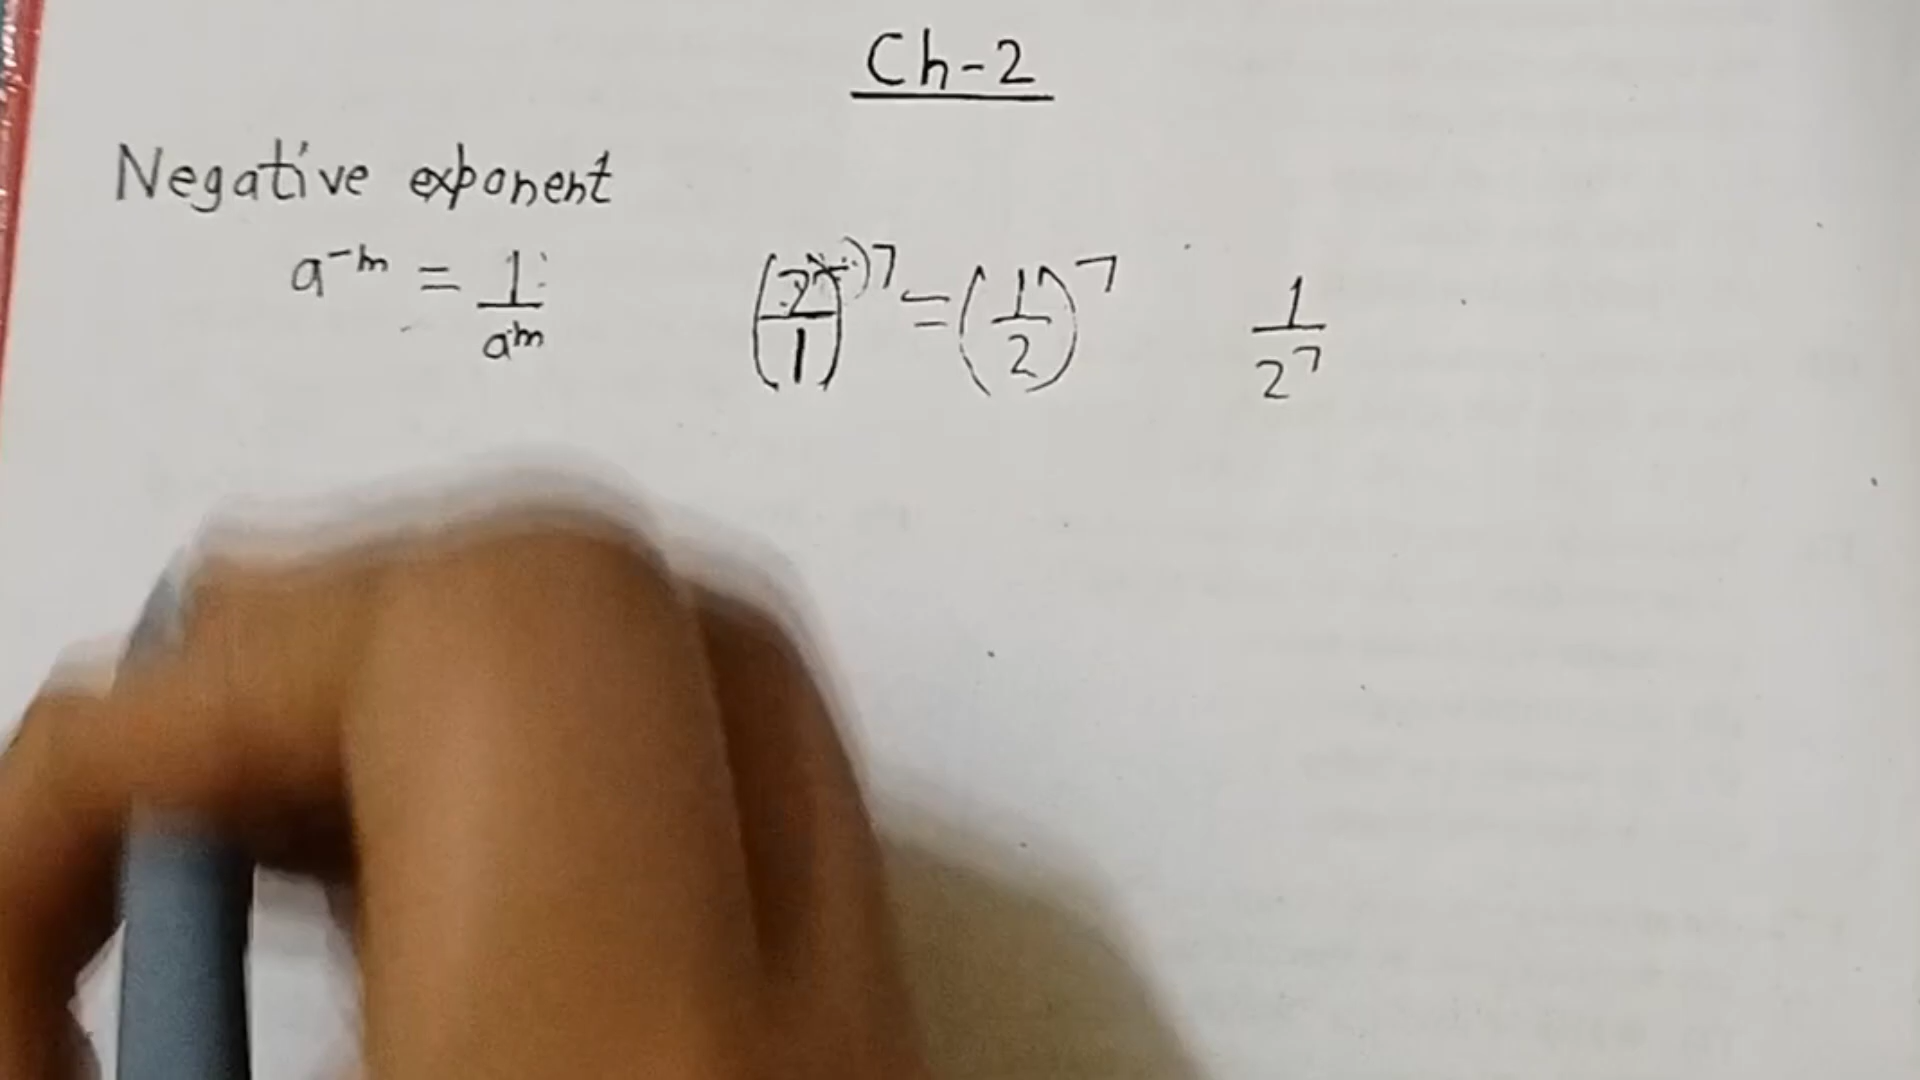 Ch-2
Negative exponent
a⁻ᵐ = 1/aᵐ (2/1)⁷ = (1/2)⁷ 1/2⁷